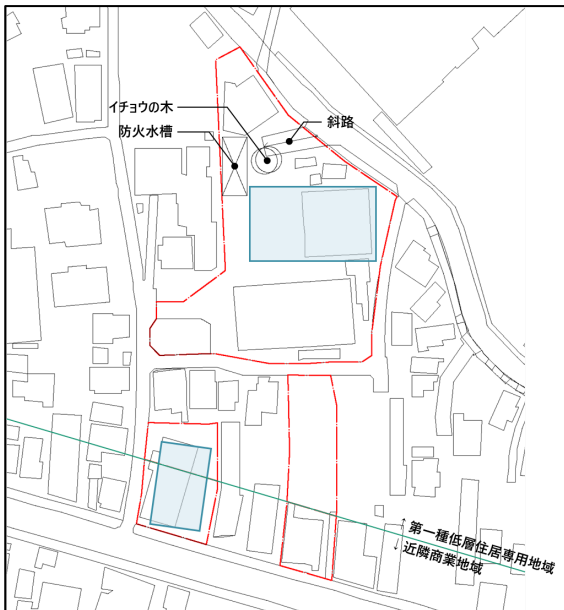 イチョウの木
斜路
防火水槽
↑ 第一種低層住居専用地域
↓ 近隣商業地域